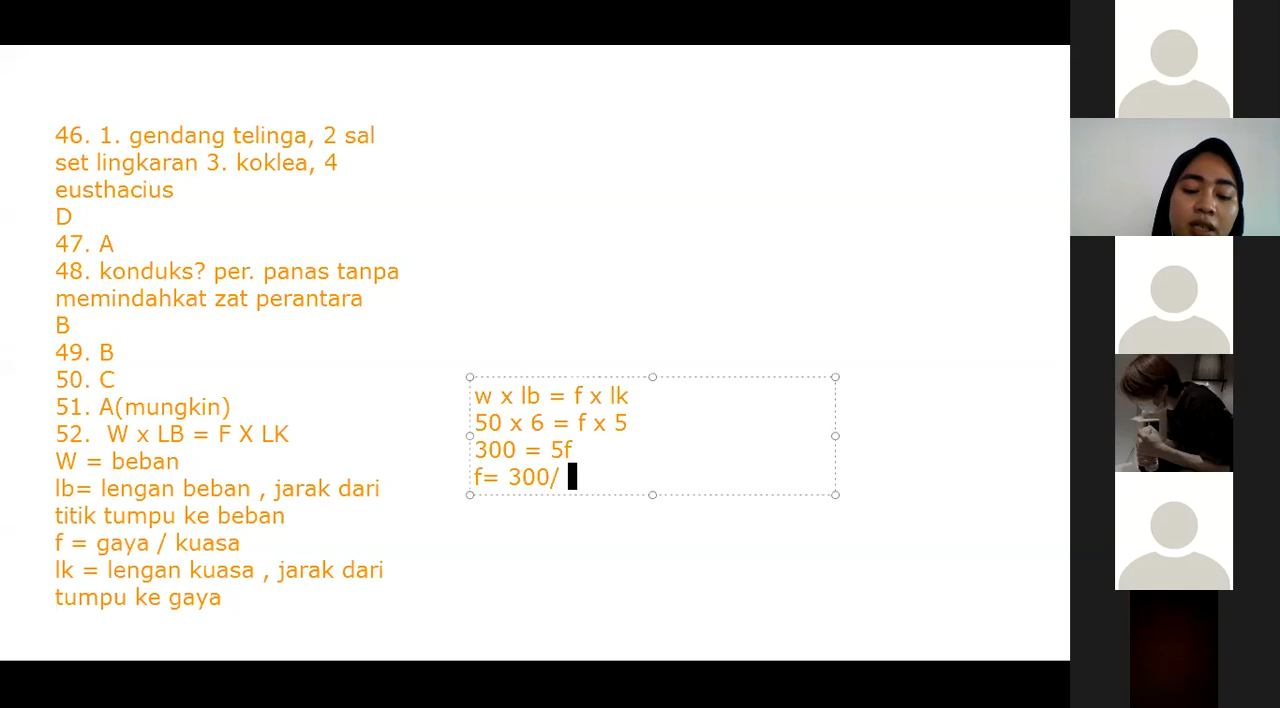 46. 1. gendang telinga, 2 sal
set lingkaran 3. koklea, 4
eusthacius
D
47. A
48. konduks? per. panas tanpa
memindahkat zat perantara
B
49. B
50. C
51. A(mungkin)
52. W x LB = F X LK
W = beban
lb= lengan beban , jarak dari
titik tumpu ke beban
f = gaya / kuasa
lk = lengan kuasa , jarak dari
tumpu ke gaya
w x lb = f x lk
50 x 6 = f x 5
300 = 5f
f= 300/